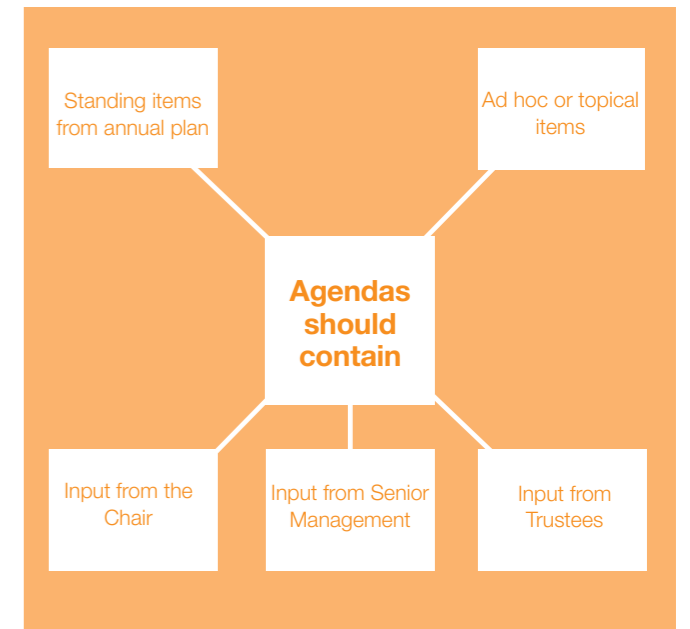 Standing items
from annual plan
Ad hoc or topical
items
Agendas
should
contain
Input from the
Chair
Input from Senior
Management
Input from
Trustees